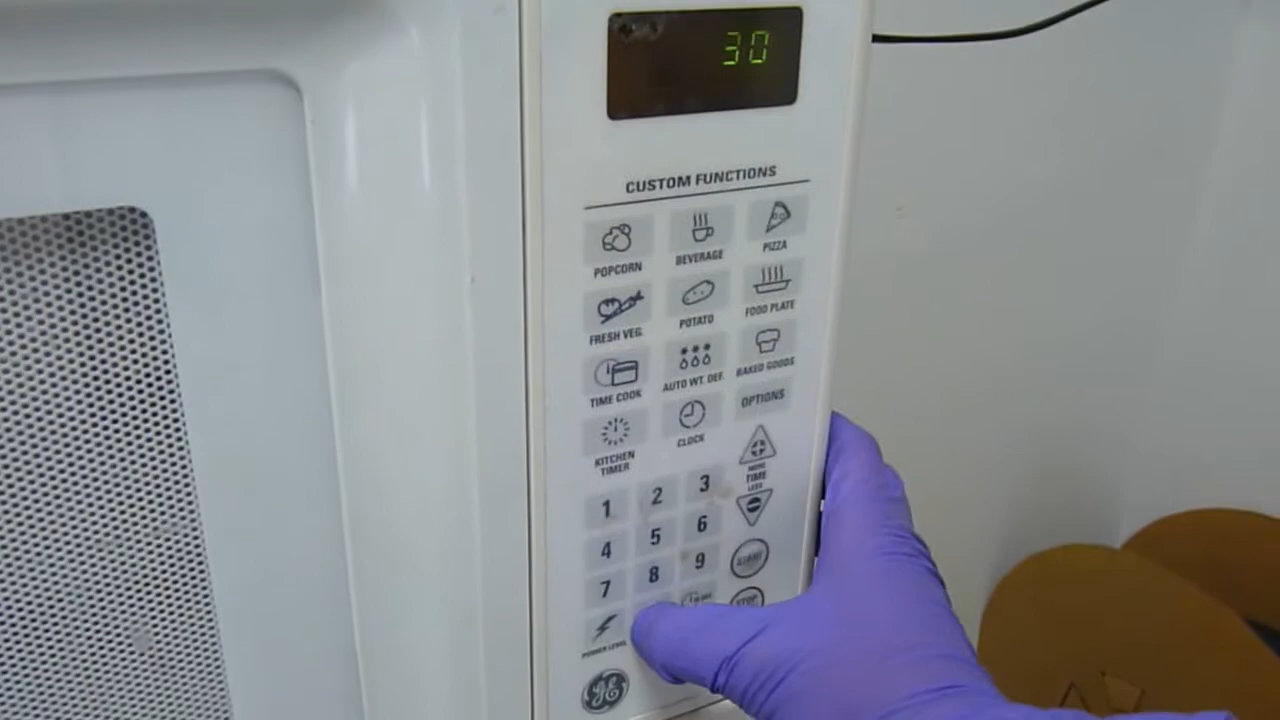 30
CUSTOM FUNCTIONS
POPCORN
BEVERAGE
PIZZA
FRESH VEG.
POTATO
FOOD PLATE
TIME COOK
AUTO WT. DEF.
BAKED GOODS
KITCHEN
TIMER
CLOCK
OPTIONS
MORE
TIME
LESS
1 2 3
4 5 6
7 8 9
START
STOP
POWER LEVEL
GE